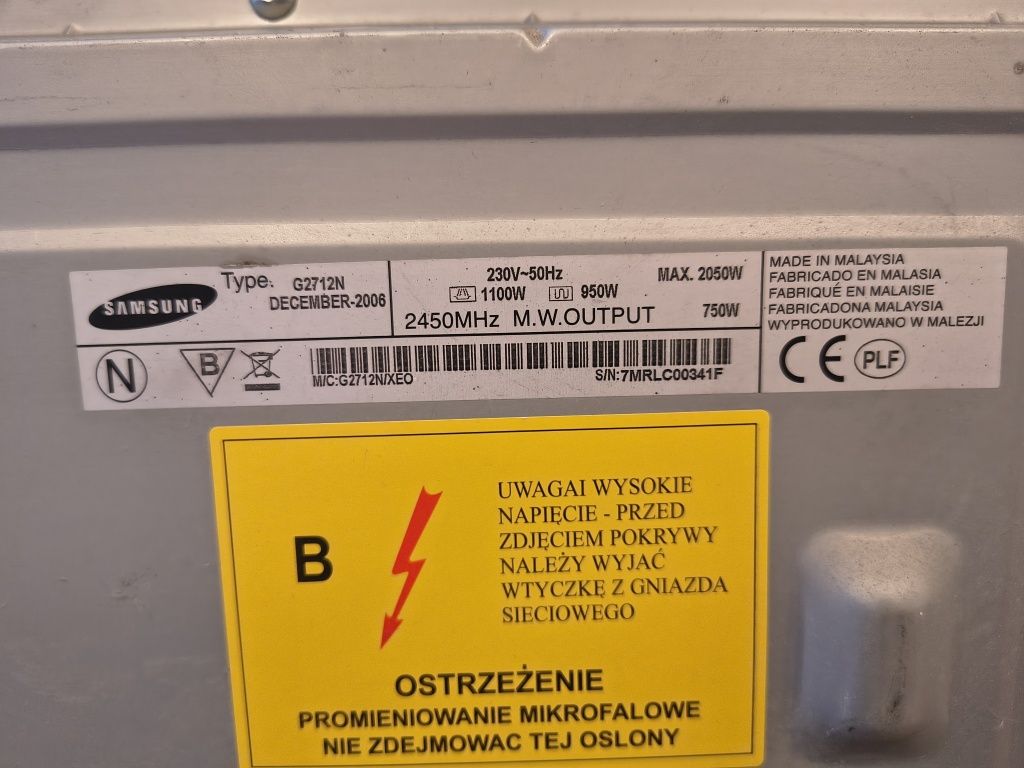 SAMSUNG
Type. G2712N
DECEMBER-2006
230V~50Hz
MAX. 2050W
1100W 950W
2450MHz M.W.OUTPUT 750W
MADE IN MALAYSIA
FABRICADO EN MALASIA
FABRIQUÉ EN MALAISIE
FABRICADONA MALAYSIA
WYPRODUKOWANO W MALEZJI
N
B
M/C:G2712N/XEO
S/N:7MRLC00341F
CE
PLF
B
UWAGAI WYSOKIE
NAPIĘCIE - PRZED
ZDJĘCIEM POKRYWY
NALEŻY WYJAĆ
WTYCZKĘ Z GNIAZDA
SIECIOWEGO
OSTRZEŻENIE
PROMIENIOWANIE MIKROFALOWE
NIE ZDEJMOWAC TEJ OSLONY